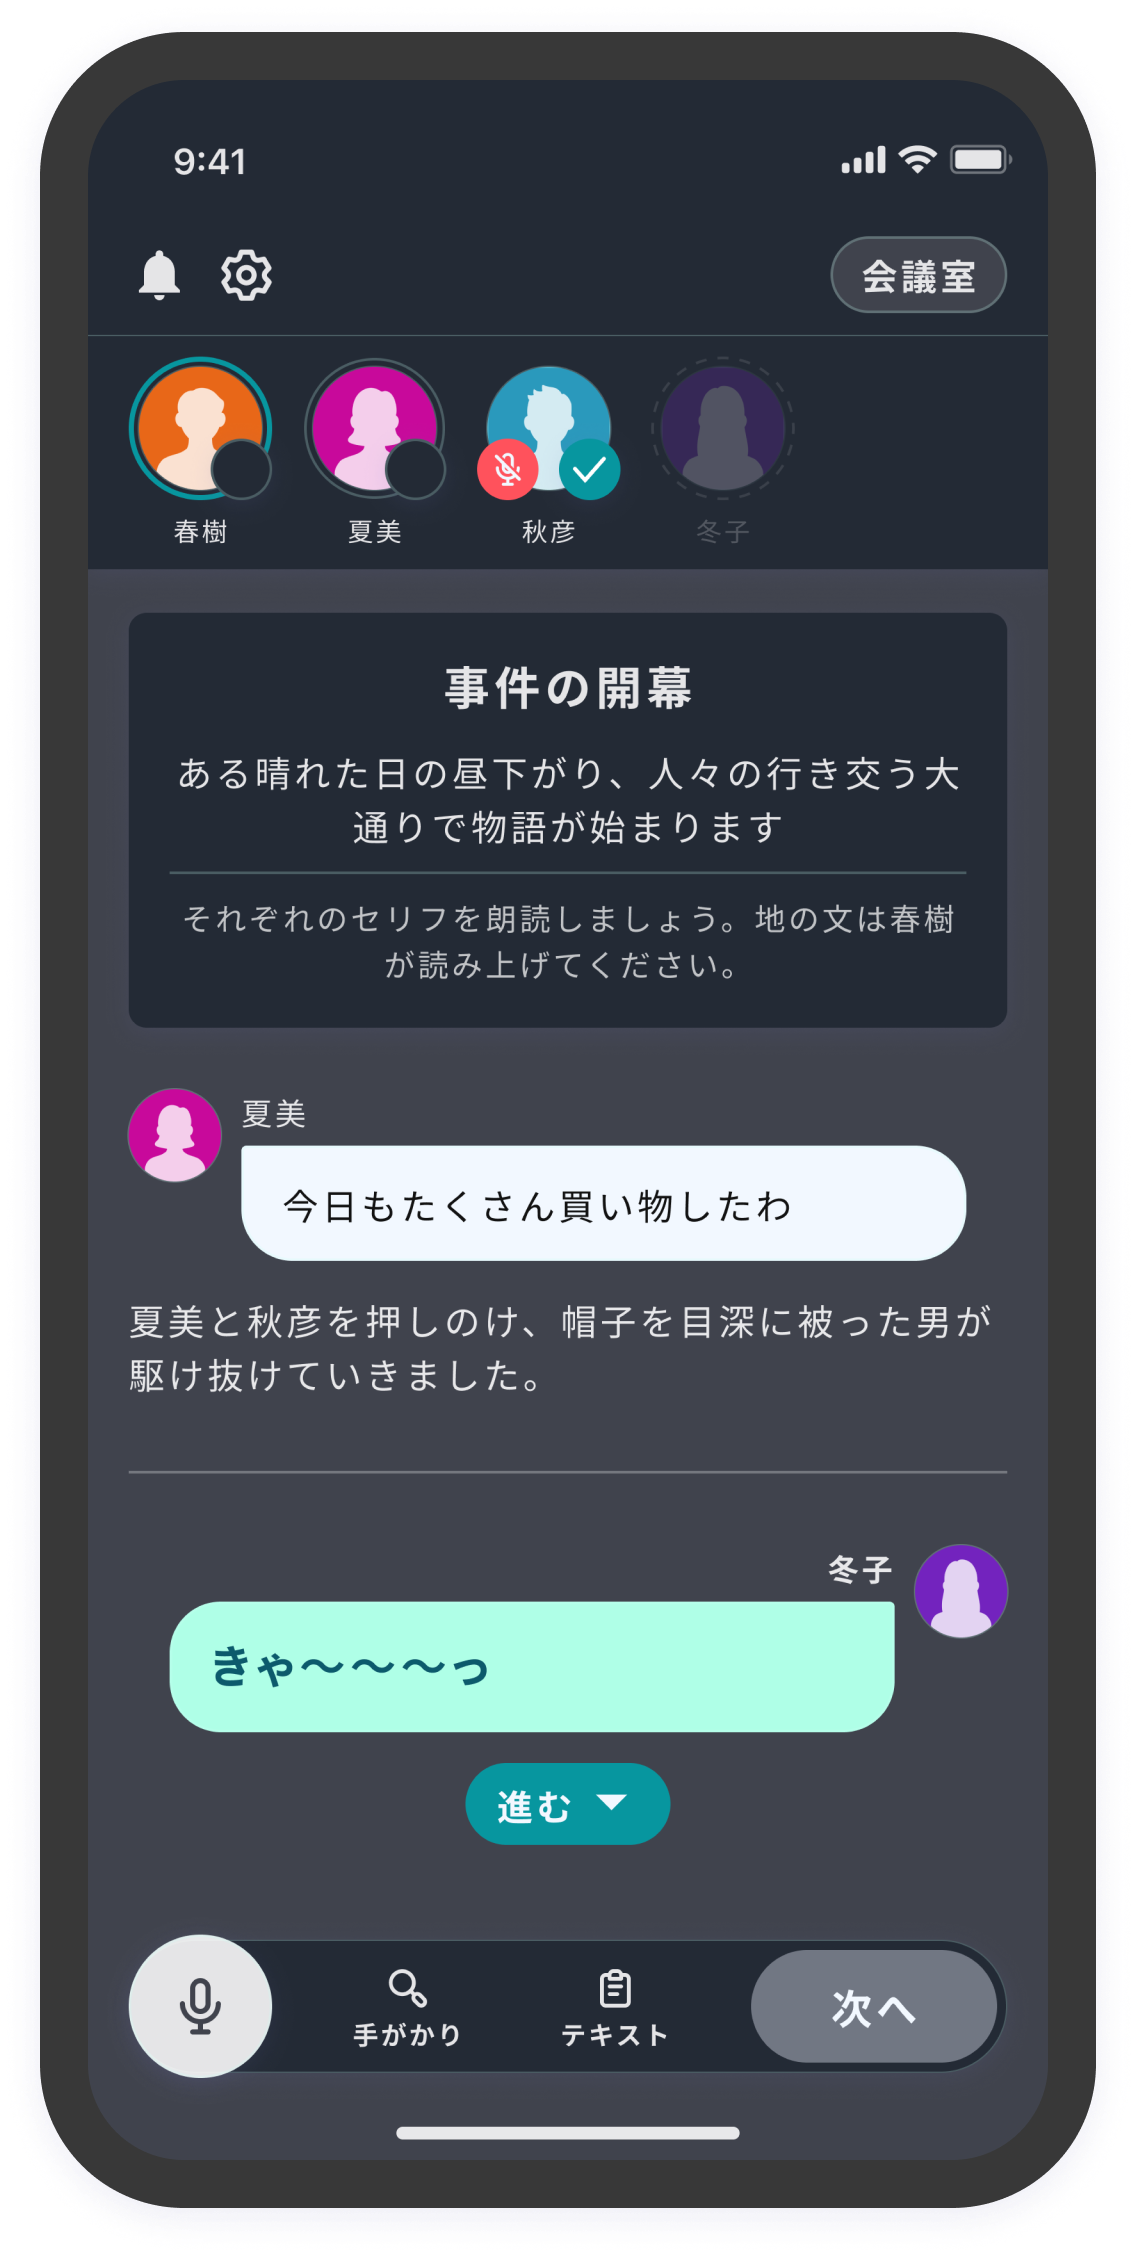 9:41
会議室
春樹
夏美
秋彦
冬子
事件の開幕
ある晴れた日の昼下がり、人々の行き交う大
通りで物語が始まります
それぞれのセリフを朗読しましょう。地の文は春樹
が読み上げてください。
夏美
今日もたくさん買い物したわ
夏美と秋彦を押しのけ、帽子を目深に被った男が
駆け抜けていきました。
冬子
きゃ〜〜〜っ
進む
手がかり
テキスト
次へ